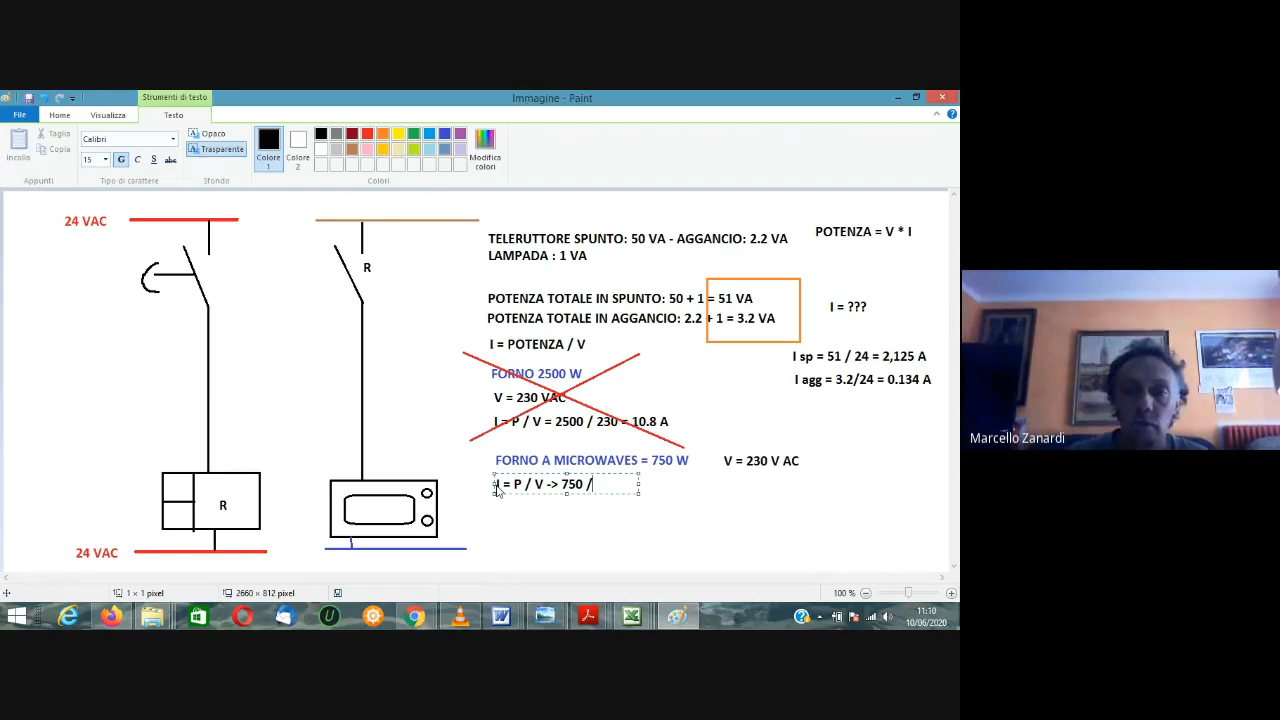 Strumenti di testo
Immagine - Paint
File
Home
Visualizza
Testo
Incolla
Taglia
Copia
Appunti
Calibri
15
G
C
S
abc
Tipo di carattere
Opaco
Trasparente
Sfondo
Colore
1
Colore
2
Modifica
colori
Colori
24 VAC
R
R
24 VAC
TELERUTTORE SPUNTO: 50 VA - AGGANCIO: 2.2 VA
LAMPADA : 1 VA
POTENZA = V * I
POTENZA TOTALE IN SPUNTO: 50 + 1 = 51 VA
POTENZA TOTALE IN AGGANCIO: 2.2 + 1 = 3.2 VA
I = ???
I = POTENZA / V
I sp = 51 / 24 = 2,125 A
I agg = 3.2/24 = 0.134 A
FORNO 2500 W
V = 230 VAC
I = P / V = 2500 / 230 = 10.8 A
FORNO A MICROWAVES = 750 W
V = 230 V AC
I = P / V -> 750 /
Marcello Zanardi
1 × 1 pixel
2660 × 812 pixel
100 %
11:10
10/06/2020